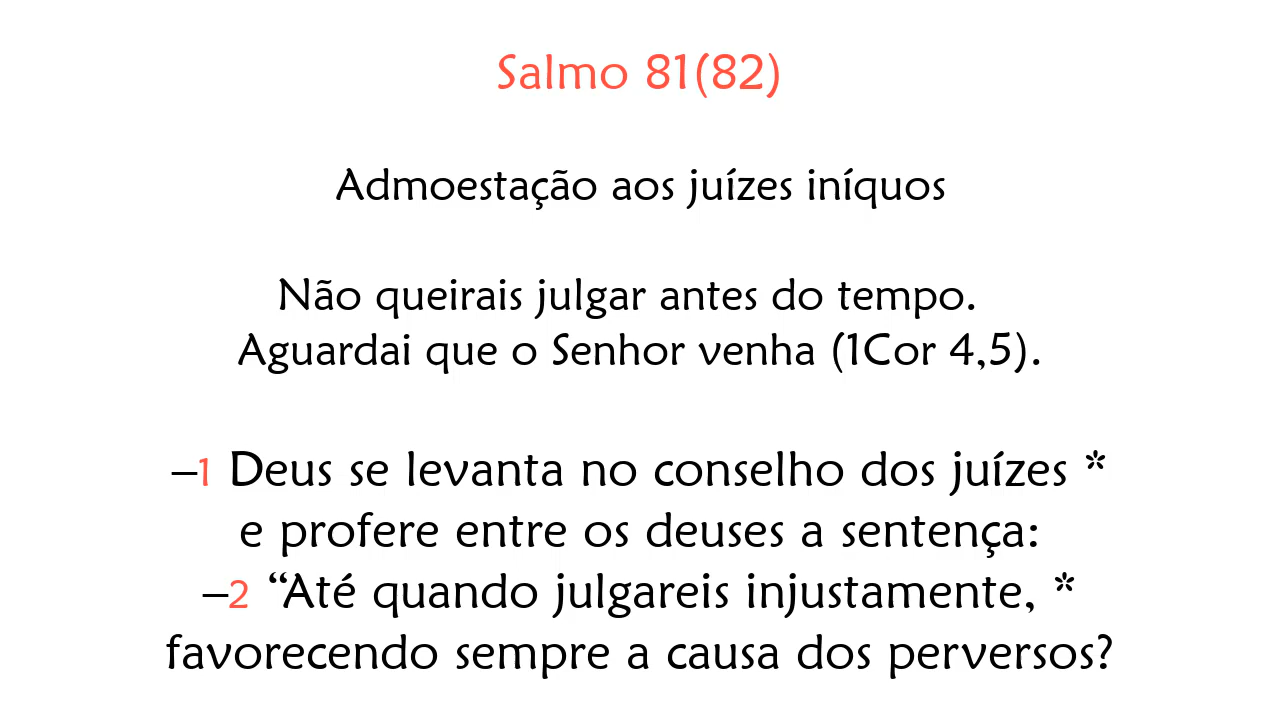 Salmo 81(82)
Admoestação aos juízes iníquos
Não queirais julgar antes do tempo.
Aguardai que o Senhor venha (1Cor 4,5).
–1 Deus se levanta no conselho dos juízes *
e profere entre os deuses a sentença:
–2 “Até quando julgareis injustamente, *
favorecendo sempre a causa dos perversos?